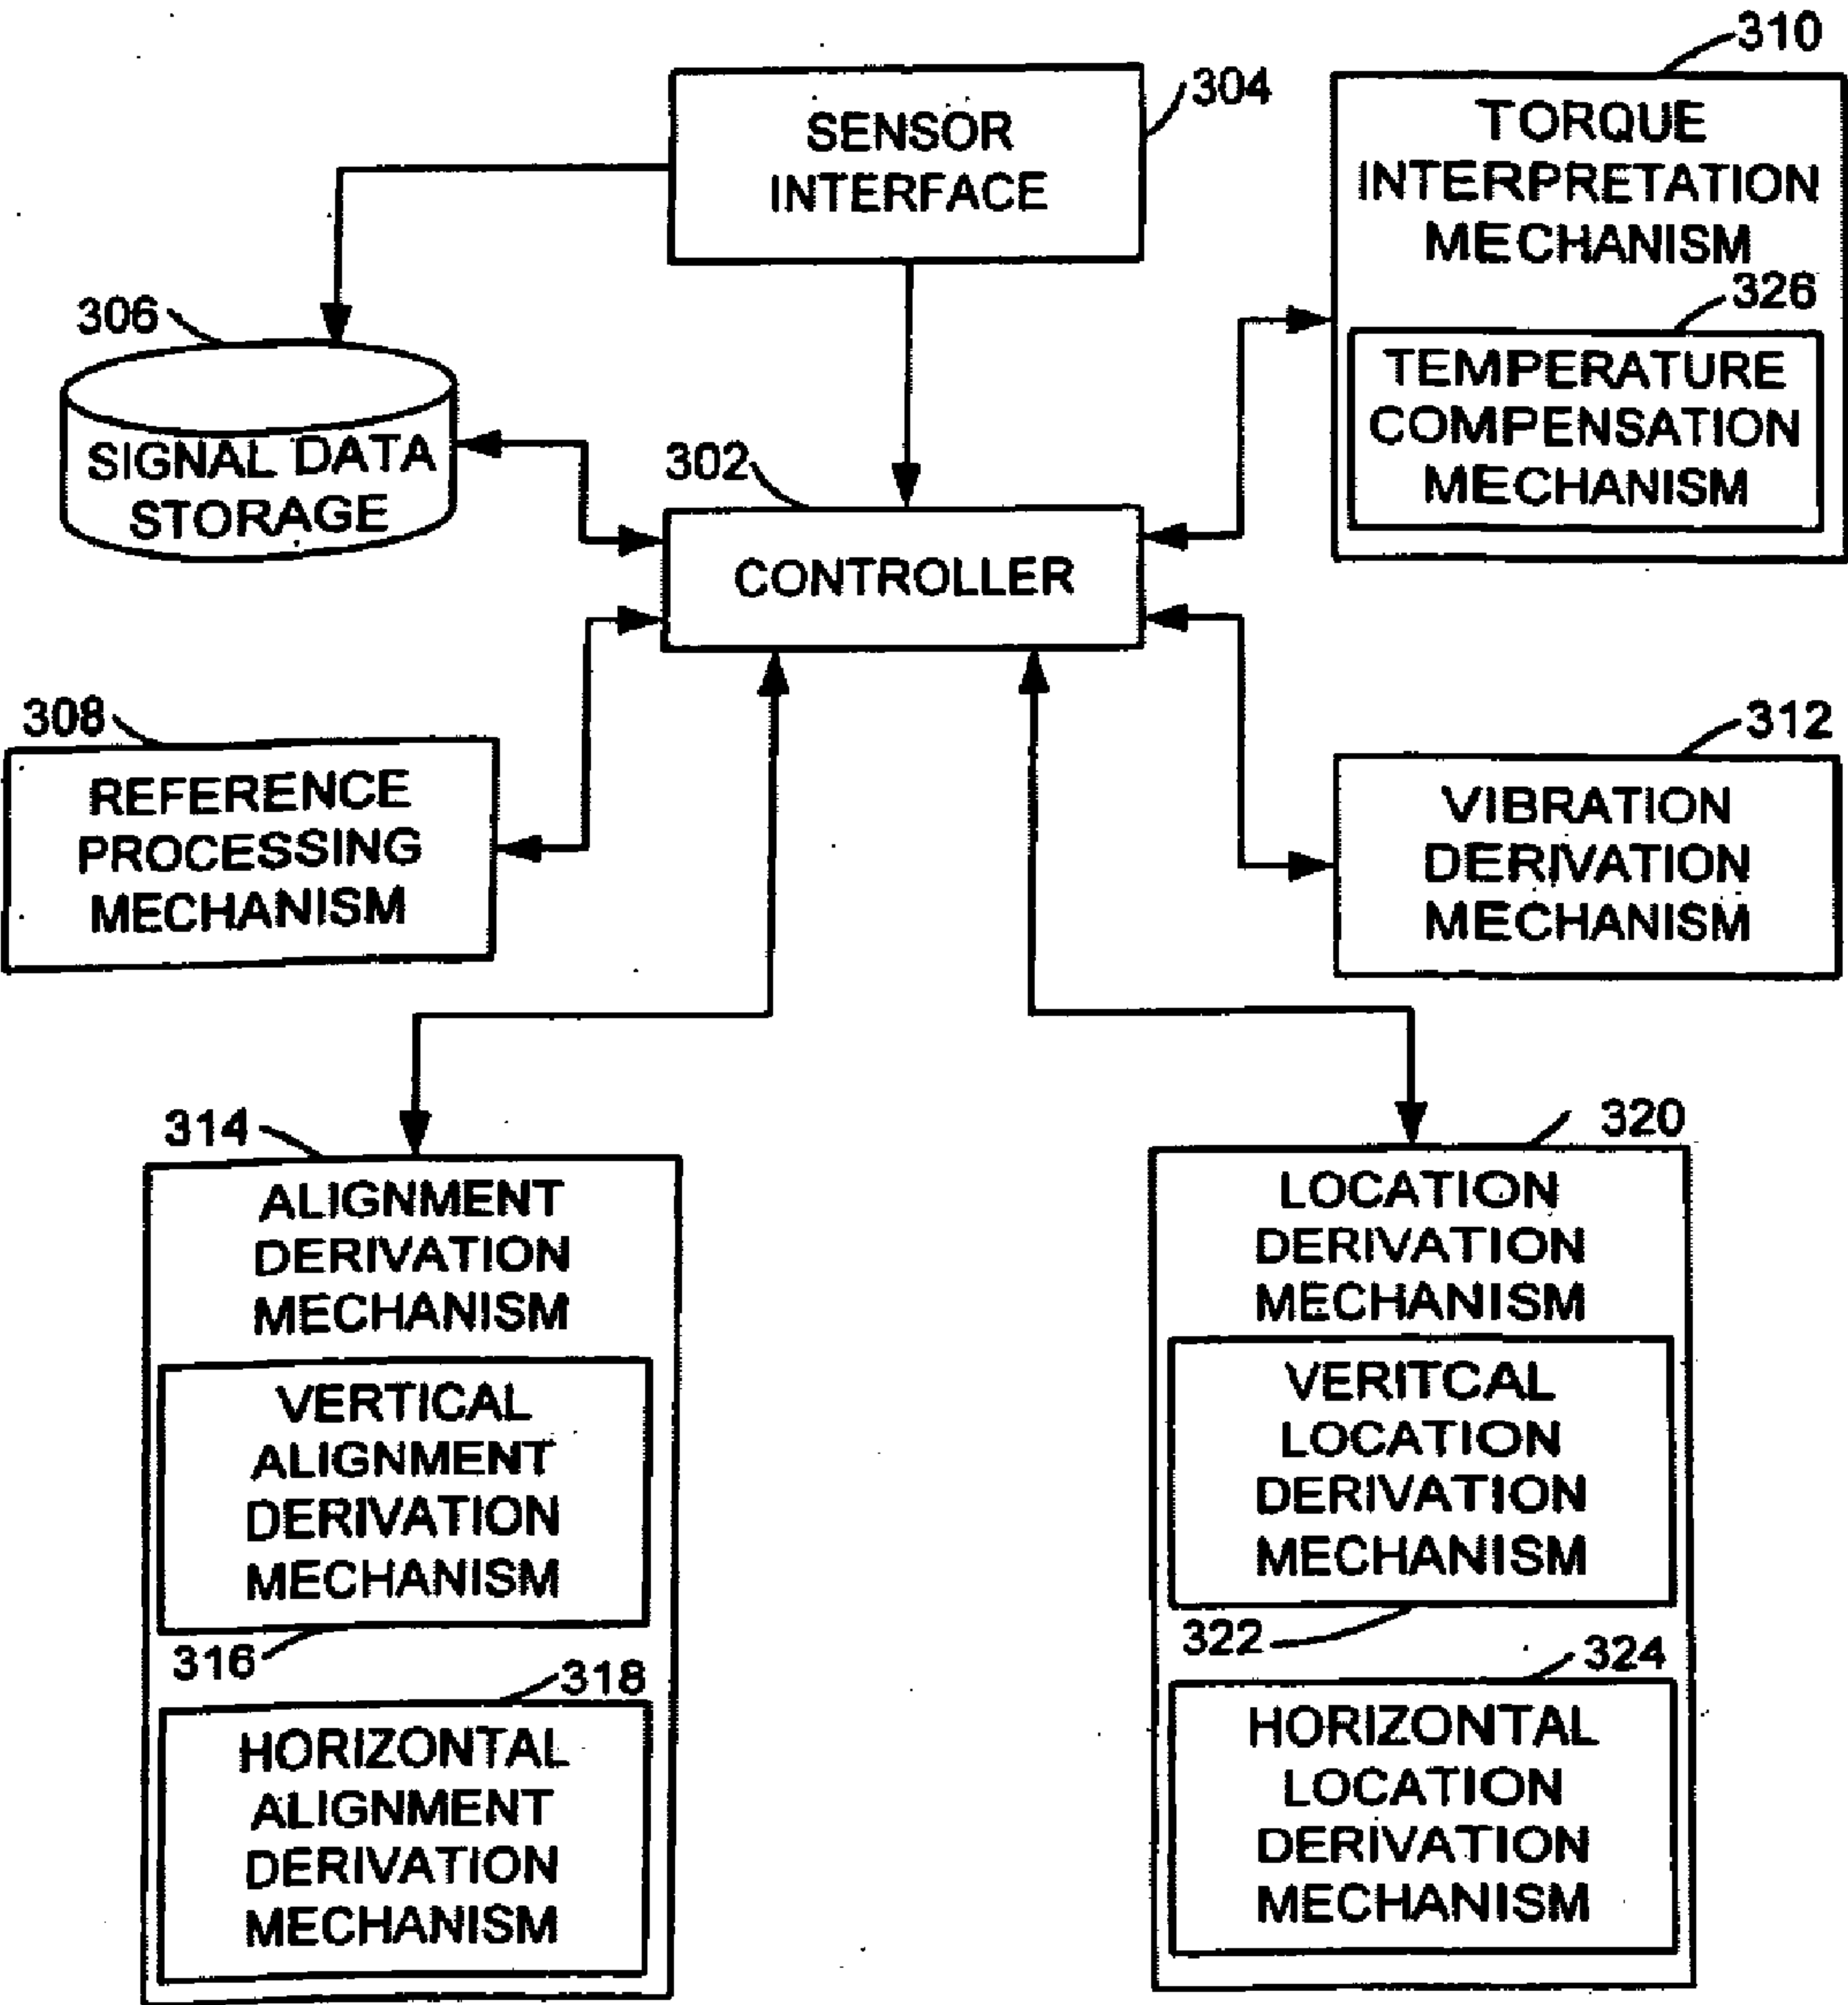 310
304
SENSOR
INTERFACE
TORQUE
INTERPRETATION
MECHANISM
326
TEMPERATURE
COMPENSATION
MECHANISM
306
SIGNAL DATA
STORAGE
302
CONTROLLER
308
REFERENCE
PROCESSING
MECHANISM
312
VIBRATION
DERIVATION
MECHANISM
314
ALIGNMENT
DERIVATION
MECHANISM
VERTICAL
ALIGNMENT
DERIVATION
MECHANISM
316
318
HORIZONTAL
ALIGNMENT
DERIVATION
MECHANISM
320
LOCATION
DERIVATION
MECHANISM
VERITCAL
LOCATION
DERIVATION
MECHANISM
322
324
HORIZONTAL
LOCATION
DERIVATION
MECHANISM